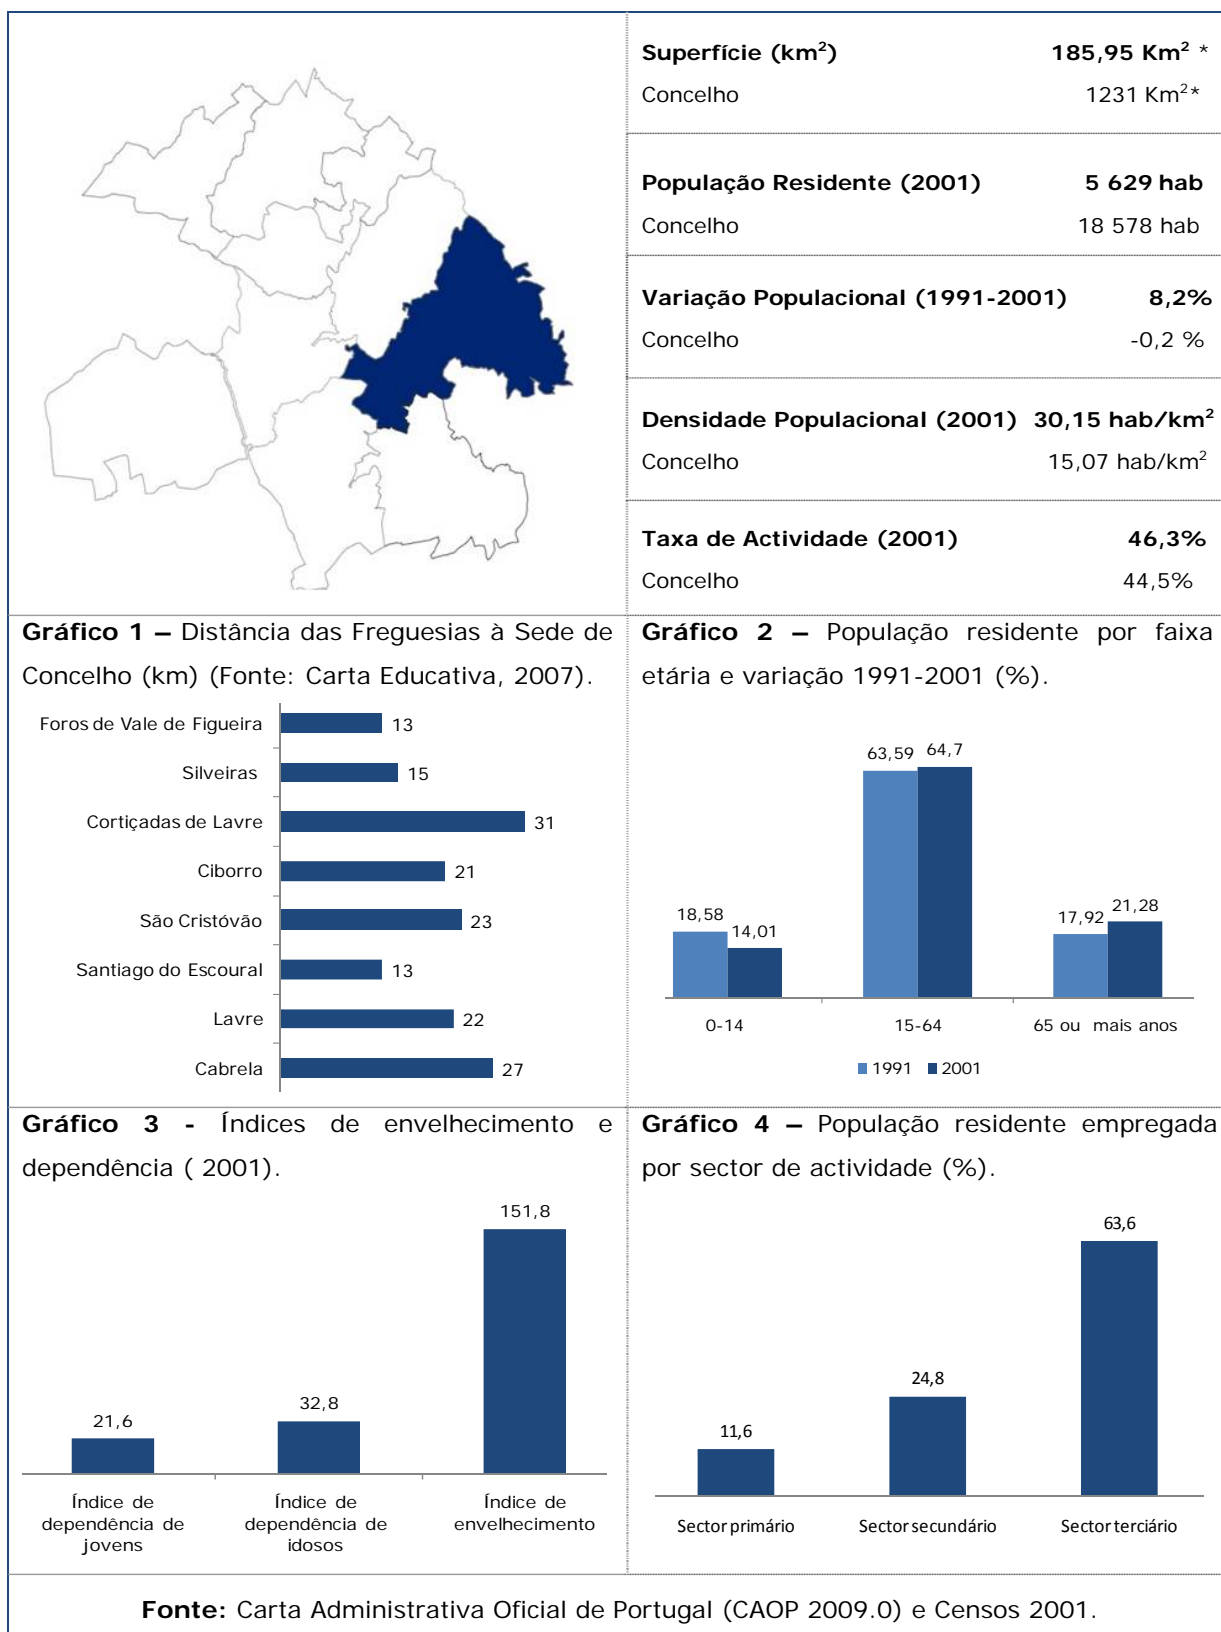 Superfície (km²) 185,95 Km² *
Concelho 1231 Km²*
População Residente (2001) 5 629 hab
Concelho 18 578 hab
Variação Populacional (1991-2001) 8,2%
Concelho -0,2 %
Densidade Populacional (2001) 30,15 hab/km²
Concelho 15,07 hab/km²
Taxa de Actividade (2001) 46,3%
Concelho 44,5%
Gráfico 1 – Distância das Freguesias à Sede de
Concelho (km) (Fonte: Carta Educativa, 2007).
Foros de Vale de Figueira 13
Silveiras 15
Cortiçadas de Lavre 31
Ciborro 21
São Cristóvão 23
Santiago do Escoural 13
Lavre 22
Cabrela 27
Gráfico 2 – População residente por faixa
etária e variação 1991-2001 (%).
63,59 64,7
18,58 14,01 17,92 21,28
0-14 15-64 65 ou mais anos
1991 2001
Gráfico 3 - Índices de envelhecimento e
dependência ( 2001).
151,8
21,6 32,8
Índice de Índice de Índice de
dependência de dependência de envelhecimento
jovens idosos
Gráfico 4 – População residente empregada
por sector de actividade (%).
63,6
24,8
11,6
Sector primário Sector secundário Sector terciário
Fonte: Carta Administrativa Oficial de Portugal (CAOP 2009.0) e Censos 2001.